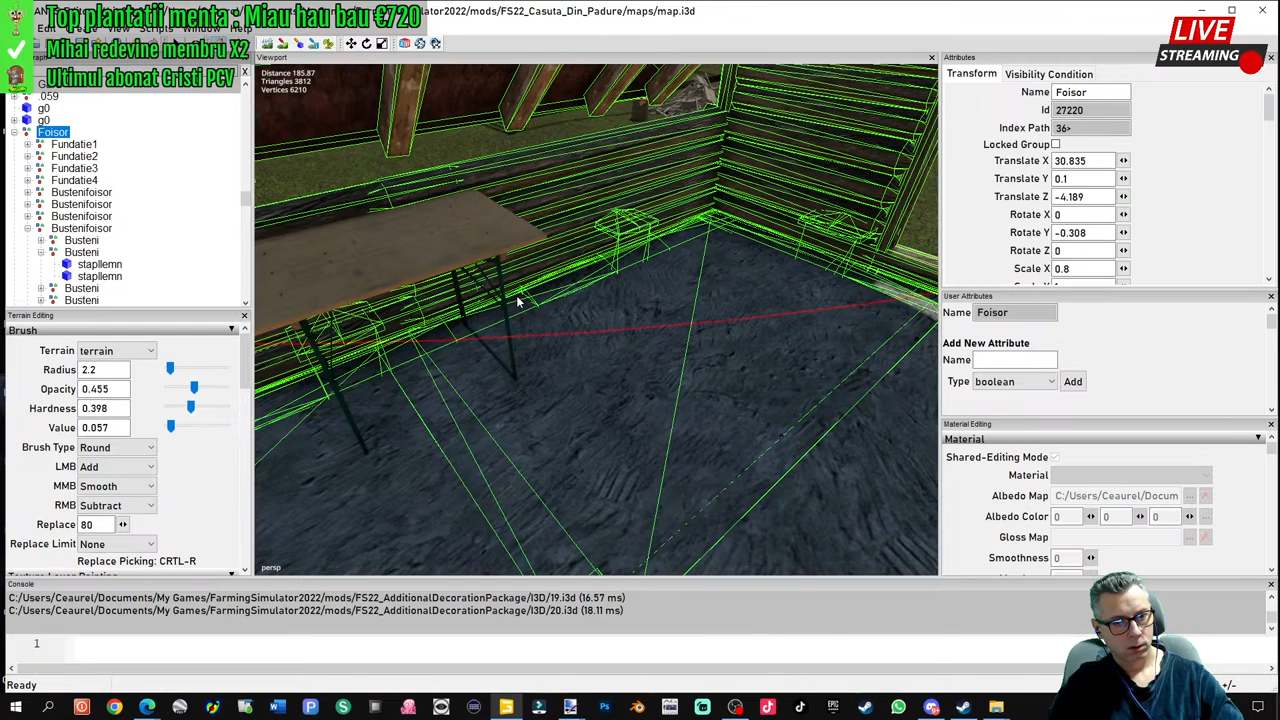 Top plantatii menta : Miau hau bau €720
Mihai redevine membru X2
Ultimul abonat Cristi PCV
Simulator2022/mods/FS22_Casuta_Din_Padure/maps/map.i3d
LIVE
STREAMING
Scripts Window
Viewport
Distance 185.87
Triangles 3812
Vertices 6210
persp
.059
g0
g0
Foisor
Fundatie1
Fundatie2
Fundatie3
Fundatie4
Bustenifoisor
Bustenifoisor
Bustenifoisor
Bustenifoisor
Busteni
Busteni
stapllemn
stapllemn
Busteni
Busteni
Terrain Editing
Brush
Terrain terrain
Radius 2.2
Opacity 0.455
Hardness 0.398
Value 0.057
Brush Type Round
LMB Add
MMB Smooth
RMB Subtract
Replace 80
Replace Limit None
Replace Picking: CRTL-R
Texture Layer Painting
Attributes
Transform Visibility Condition
Name Foisor
Id 27220
Index Path 36>
Locked Group
Translate X 30.835
Translate Y 0.1
Translate Z -4.189
Rotate X 0
Rotate Y -0.308
Rotate Z 0
Scale X 0.8
User Attributes
Name Foisor
Add New Attribute
Name
Type boolean Add
Material Editing
Material
Shared-Editing Mode
Material
Albedo Map C:/Users/Ceaurel/Docum ...
Albedo Color 0 0 0 ...
Gloss Map ...
Smoothness 0
Console
C:/Users/Ceaurel/Documents/My Games/FarmingSimulator2022/mods/FS22_AdditionalDecorationPackage/I3D/19.i3d (16.57 ms)
C:/Users/Ceaurel/Documents/My Games/FarmingSimulator2022/mods/FS22_AdditionalDecorationPackage/I3D/20.i3d (18.11 ms)
1
Ready
+/-